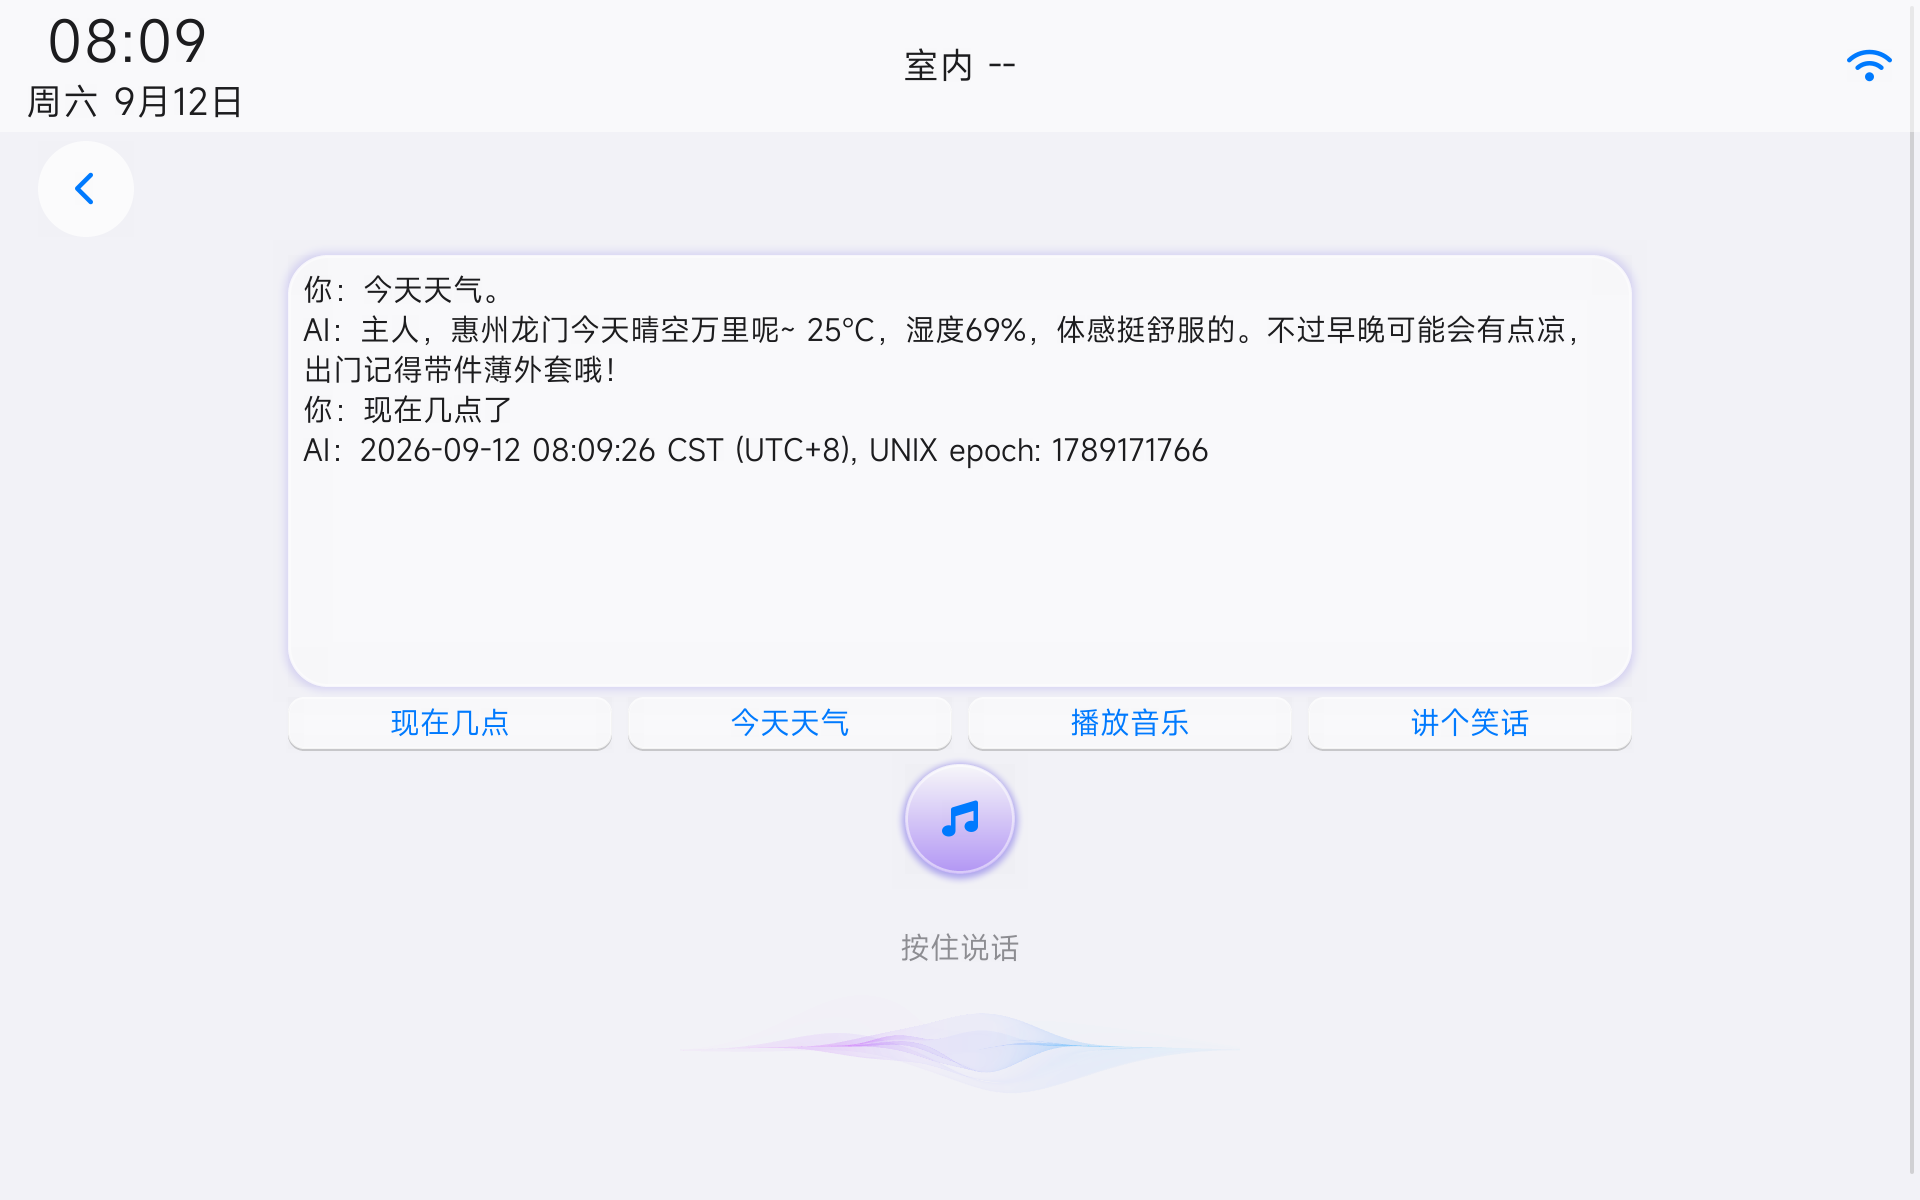 08:09
周六 9月12日
室内 --
你：今天天气。
AI：主人，惠州龙门今天晴空万里呢~ 25°C，湿度69%，体感挺舒服的。不过早晚可能会有点凉，
出门记得带件薄外套哦！
你：现在几点了
AI：2026-09-12 08:09:26 CST (UTC+8), UNIX epoch: 1789171766
现在几点
今天天气
播放音乐
讲个笑话
按住说话